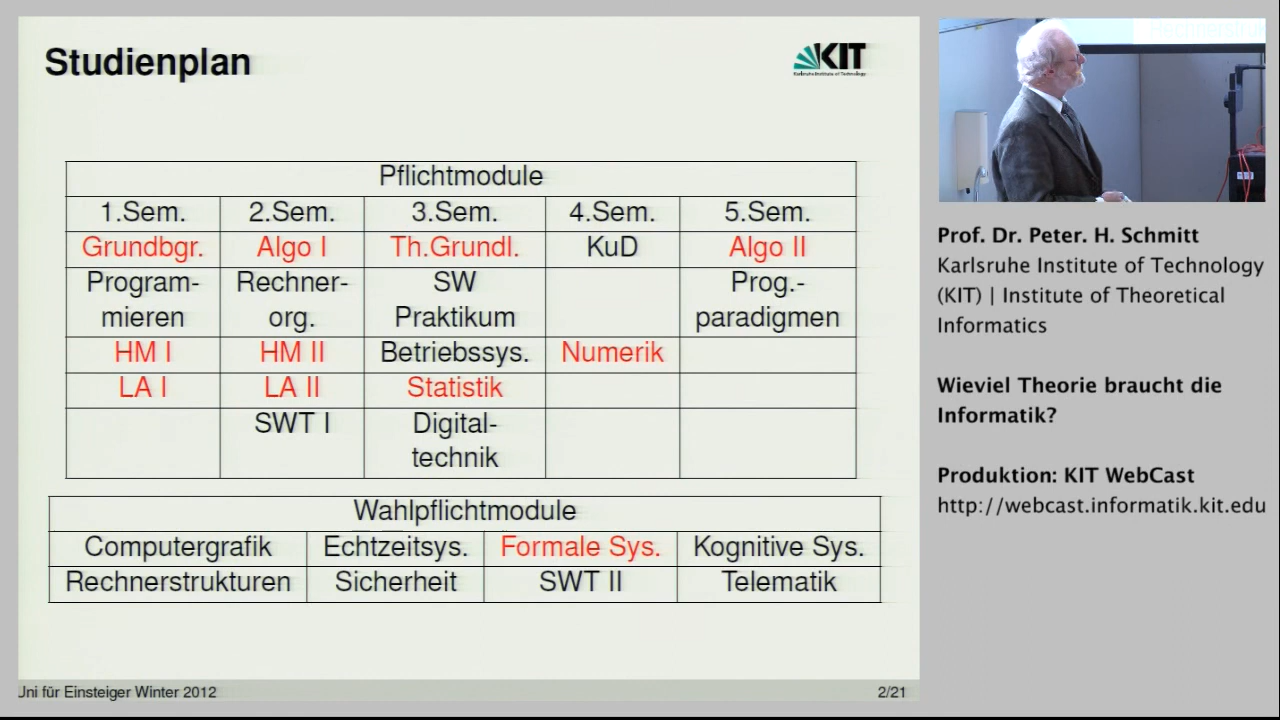 Studienplan
KIT
Karlsruhe Institute of Technology
Pflichtmodule
1.Sem. 2.Sem. 3.Sem. 4.Sem. 5.Sem.
Grundbgr. Algo I Th.Grundl. KuD Algo II
Program- Rechner- SW Prog.-
mieren org. Praktikum paradigmen
HM I HM II Betriebssys. Numerik
LA I LA II Statistik
SWT I Digital-
technik
Wahlpflichtmodule
Computergrafik Echtzeitsys. Formale Sys. Kognitive Sys.
Rechnerstrukturen Sicherheit SWT II Telematik
Uni für Einsteiger Winter 2012 2/21
Prof. Dr. Peter. H. Schmitt
Karlsruhe Institute of Technology
(KIT) | Institute of Theoretical
Informatics
Wieviel Theorie braucht die
Informatik?
Produktion: KIT WebCast
http://webcast.informatik.kit.edu